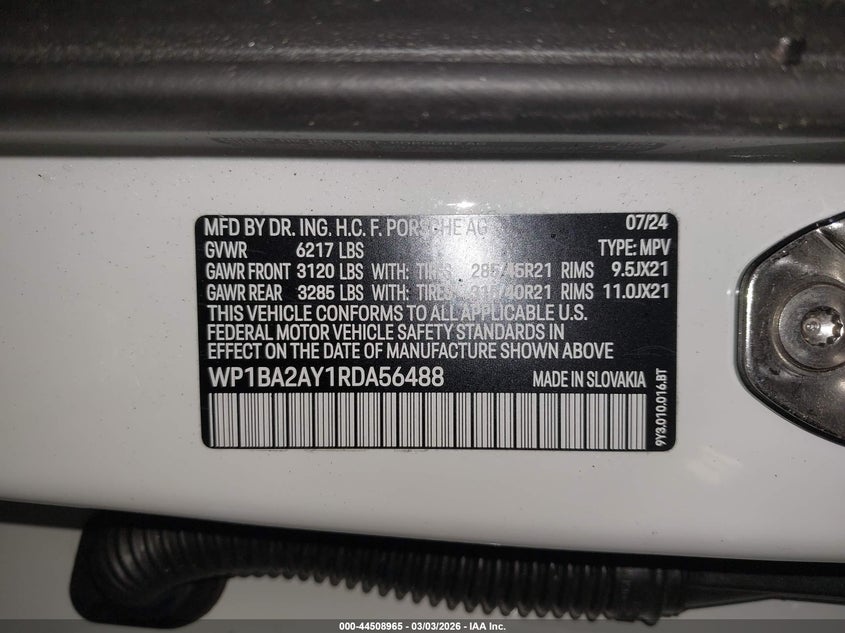 MFD BY DR. ING. H.C. F. PORSCHE AG 07/24
GVWR 6217 LBS TYPE: MPV
GAWR FRONT 3120 LBS WITH: TIRES 285/45R21 RIMS 9.5JX21
GAWR REAR 3285 LBS WITH: TIRES 315/40R21 RIMS 11.0JX21
THIS VEHICLE CONFORMS TO ALL APPLICABLE U.S.
FEDERAL MOTOR VEHICLE SAFETY STANDARDS IN
EFFECT ON THE DATE OF MANUFACTURE SHOWN ABOVE
WP1BA2AY1RDA56488 MADE IN SLOVAKIA
9Y3.010.016.BT
000-44508965 - 03/03/2026 - IAA Inc.